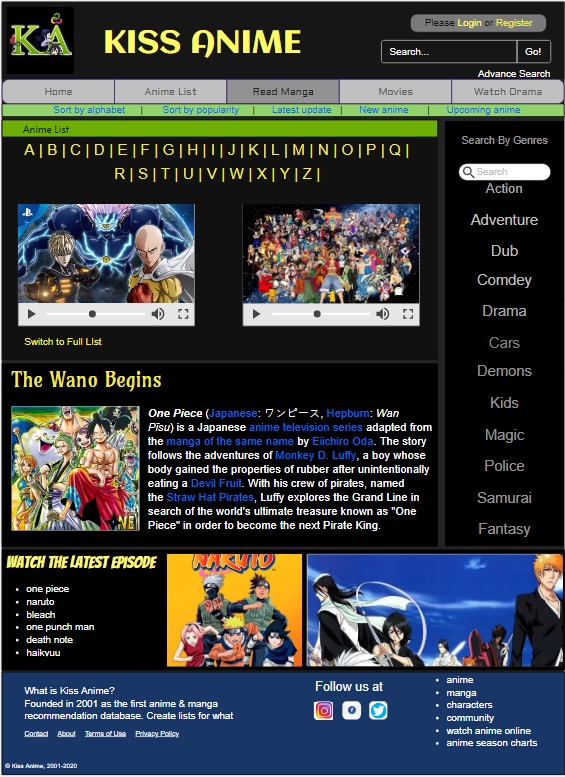 KA
KISS ANIME
Please Login or Register
Search... Go!
Advance Search
Home Anime List Read Manga Movies Watch Drama
Sort by alphabet | Sort by popularity | Latest update | New anime | Upcoming anime
Anime List
A | B | C | D | E | F | G | H | I | J | K | L | M | N | O | P | Q |
R | S | T | U | V | W | X | Y | Z |
Switch to Full LIst
Search By Genres
Search
Action
Adventure
Dub
Comdey
Drama
Cars
Demons
Kids
Magic
Police
Samurai
Fantasy
The Wano Begins
One Piece (Japanese: ワンピース, Hepburn: Wan
Pīsu) is a Japanese anime television series adapted from
the manga of the same name by Eiichiro Oda. The story
follows the adventures of Monkey D. Luffy, a boy whose
body gained the properties of rubber after unintentionally
eating a Devil Fruit. With his crew of pirates, named
the Straw Hat Pirates, Luffy explores the Grand Line in
search of the world's ultimate treasure known as "One
Piece" in order to become the next Pirate King.
WATCH THE LATEST EPISODE
one piece
naruto
bleach
one punch man
death note
haikvuu
NARUTO
What is Kiss Anime?
Founded in 2001 as the first anime & manga
recommendation database. Create lists for what
Contact About Terms of Use Privacy Policy
© Kiss Anime, 2001-2020
Follow us at
anime
manga
characters
community
watch anime online
anime season charts